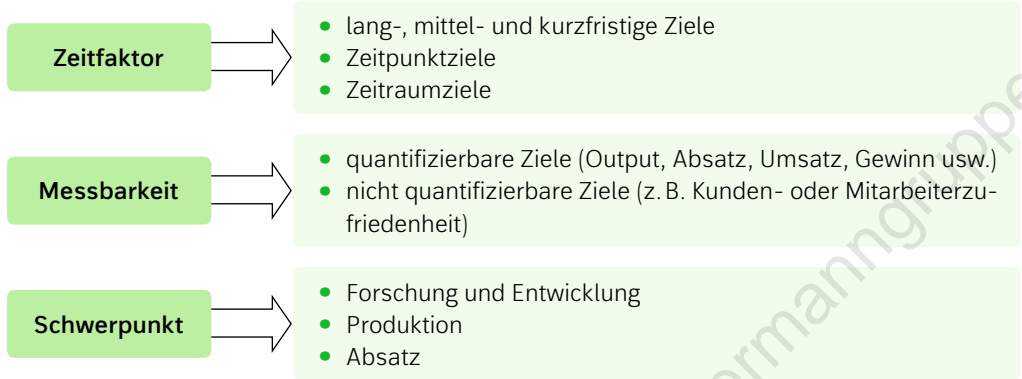 Zeitfaktor
• lang-, mittel- und kurzfristige Ziele
• Zeitpunktziele
• Zeitraumziele
Messbarkeit
• quantifizierbare Ziele (Output, Absatz, Umsatz, Gewinn usw.)
• nicht quantifizierbare Ziele (z. B. Kunden- oder Mitarbeiterzu-
friedenheit)
Schwerpunkt
• Forschung und Entwicklung
• Produktion
• Absatz